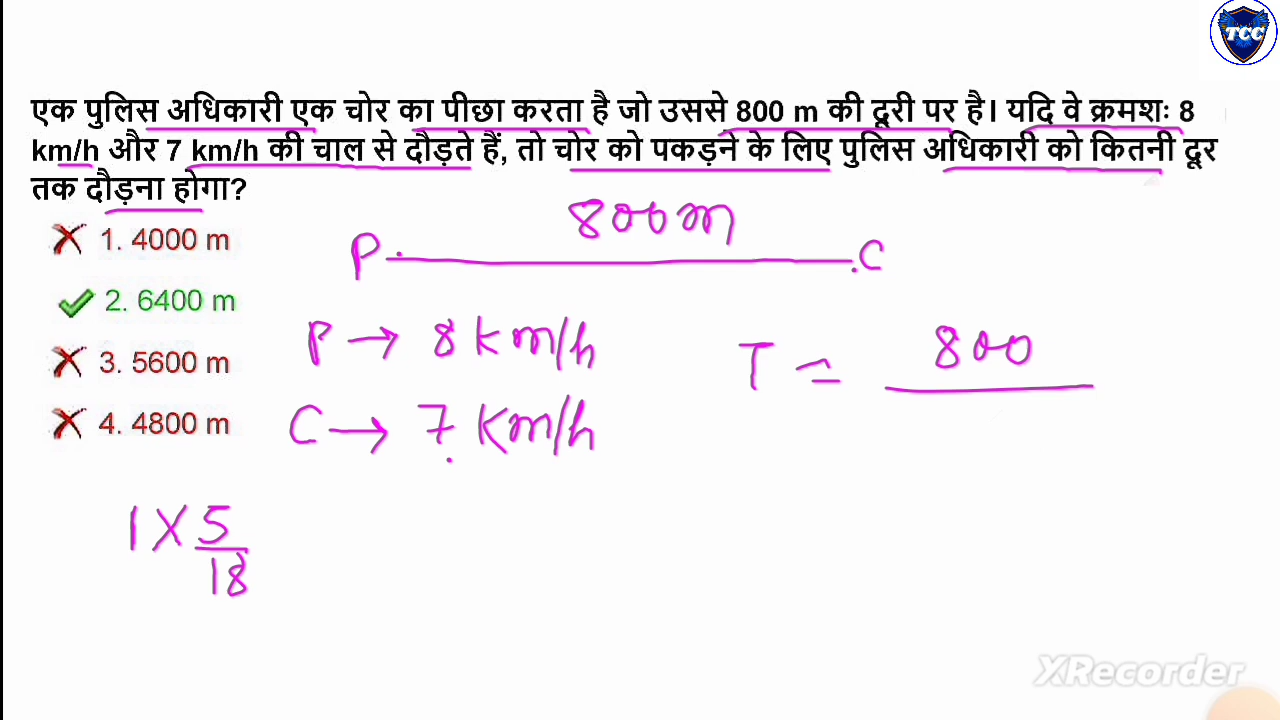 TCC
एक पुलिस अधिकारी एक चोर का पीछा करता है जो उससे 800 m की दूरी पर है। यदि वे क्रमशः 8
km/h और 7 km/h की चाल से दौड़ते हैं, तो चोर को पकड़ने के लिए पुलिस अधिकारी को कितनी दूर
तक दौड़ना होगा?
1. 4000 m
2. 6400 m
3. 5600 m
4. 4800 m
800m
P C
P → 8 km/h
C → 7 km/h
T = 800
1 X 5
18
XRecorder